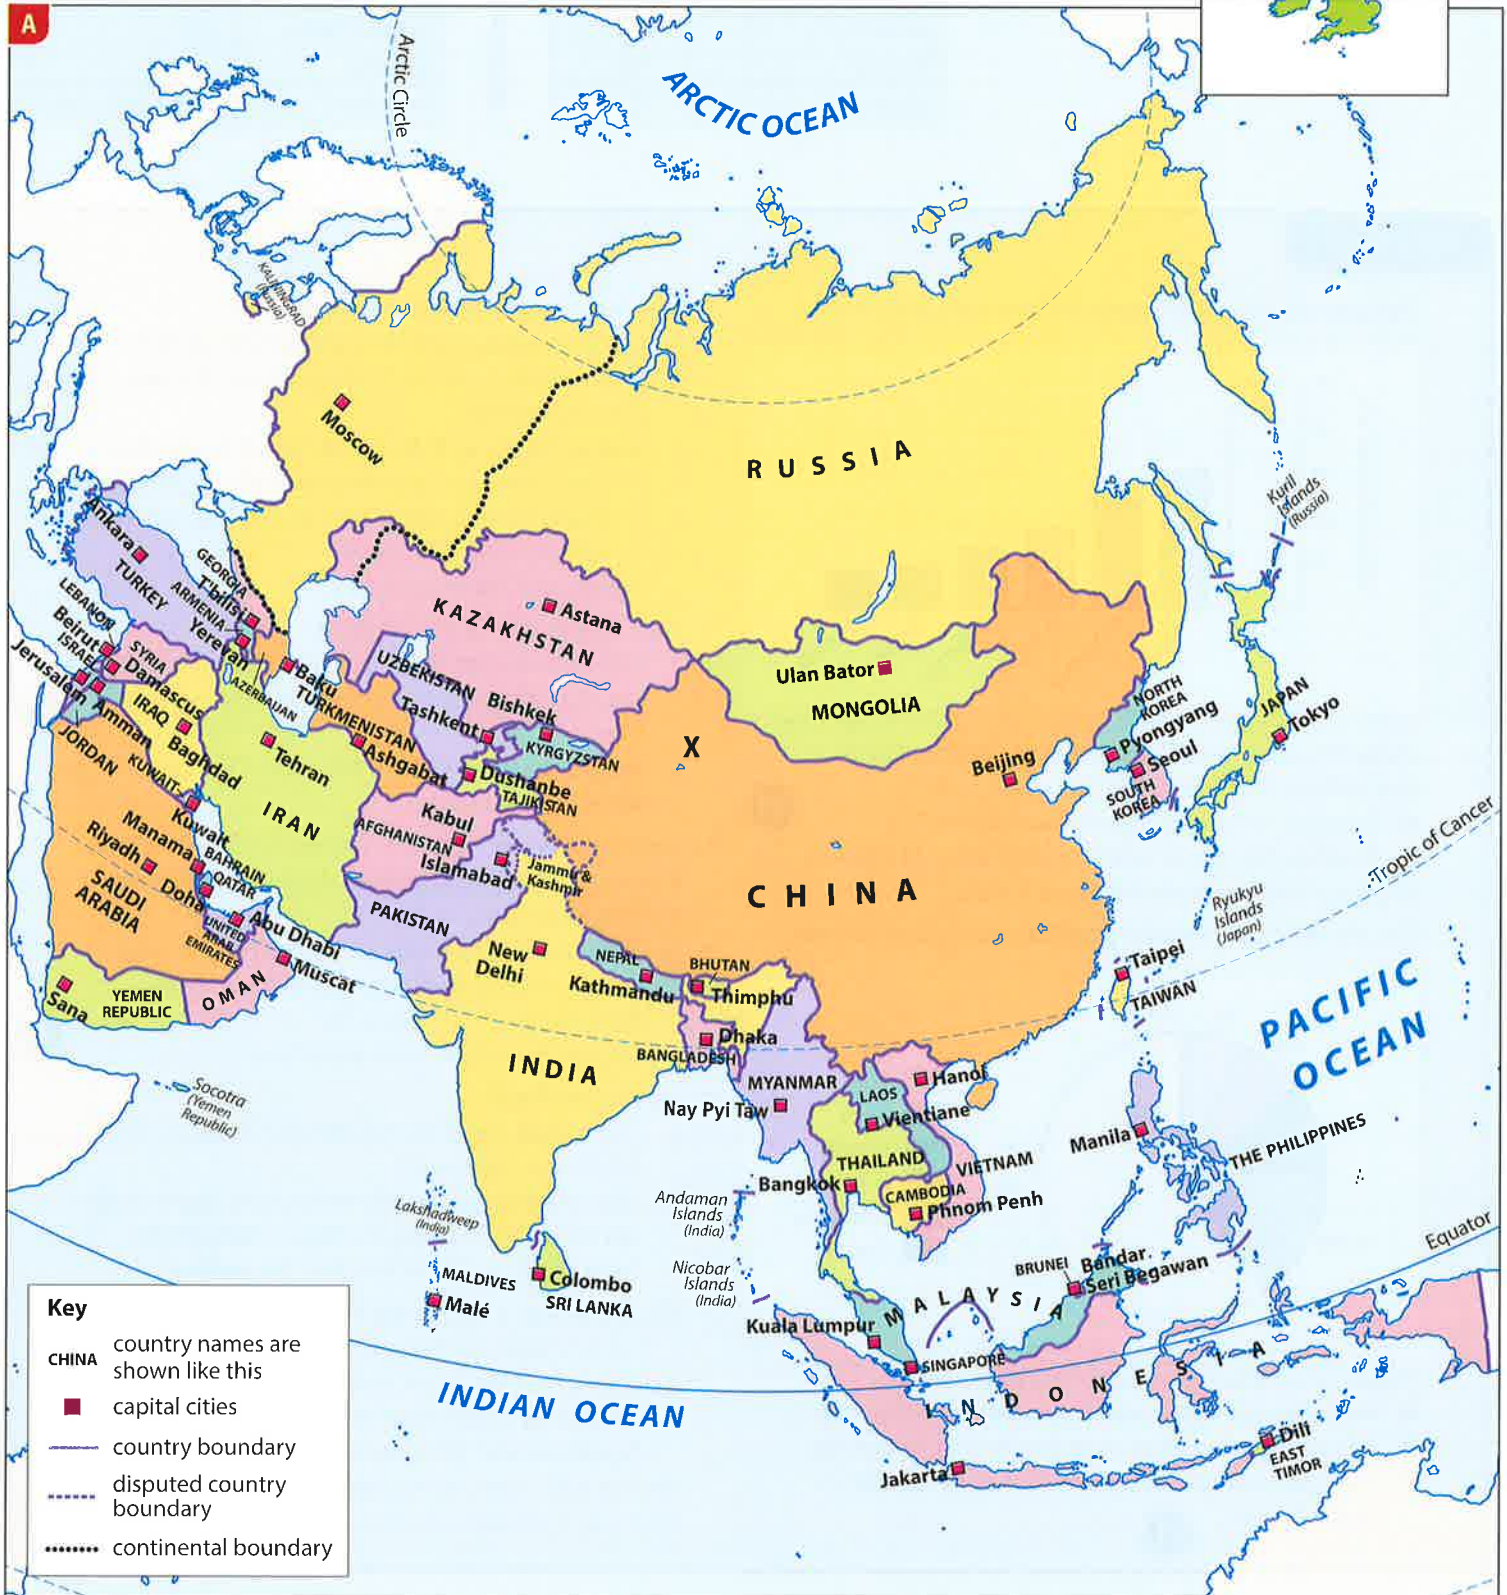 A
Arctic Circle
ARCTIC OCEAN
KALININGRAD
(Russia)
Moscow
RUSSIA
Kuril
Islands
(Russia)
Ankara
TURKEY
GEORGIA
T'bilisi
ARMENIA
Yerevan
LEBANON
Beirut
ISRAEL
Jerusalem
SYRIA
Damascus
Amman
JORDAN
IRAQ
Baghdad
AZERBAIJAN
Baku
KAZAKHSTAN
Astana
UZBEKISTAN
Tashkent
Bishkek
KYRGYZSTAN
TURKMENISTAN
Ashgabat
Dushanbe
TAJIKISTAN
Ulan Bator
MONGOLIA
X
Beijing
NORTH
KOREA
Pyongyang
Seoul
SOUTH
KOREA
JAPAN
Tokyo
Tehran
IRAN
KUWAIT
Kuwait
Manama
BAHRAIN
Riyadh
QATAR
Doha
SAUDI
ARABIA
UNITED
ARAB
EMIRATES
Abu Dhabi
Muscat
OMAN
Sana
YEMEN
REPUBLIC
Kabul
AFGHANISTAN
Islamabad
Jammu &
Kashmir
PAKISTAN
CHINA
Tropic of Cancer
Ryukyu
Islands
(Japan)
New
Delhi
NEPAL
Kathmandu
BHUTAN
Thimphu
Taipei
TAIWAN
PACIFIC
OCEAN
Dhaka
BANGLADESH
INDIA
MYANMAR
Nay Pyi Taw
LAOS
Hanoi
Vientiane
THAILAND
VIETNAM
Bangkok
CAMBODIA
Phnom Penh
Manila
THE PHILIPPINES
Socotra
(Yemen
Republic)
Lakshadweep
(India)
Andaman
Islands
(India)
Nicobar
Islands
(India)
MALDIVES
Malé
Colombo
SRI LANKA
BRUNEI
Bandar
Seri Begawan
Equator
MALAYSIA
Kuala Lumpur
SINGAPORE
INDONESIA
INDIAN OCEAN
Jakarta
Dili
EAST
TIMOR
Key
CHINA country names are
shown like this
capital cities
country boundary
disputed country
boundary
continental boundary